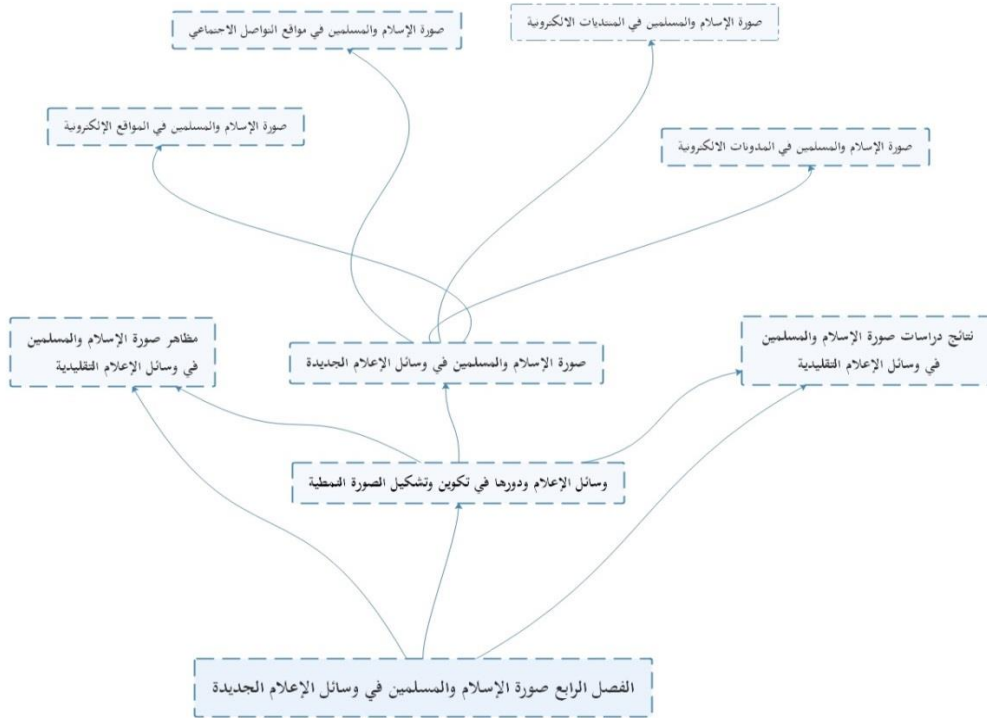 صورة الإسلام والمسلمين في المنتديات الالكترونية
صورة الإسلام والمسلمين في مواقع التواصل الاجتماعي
صورة الإسلام والمسلمين في المواقع الإلكترونية
صورة الإسلام والمسلمين في المدونات الالكترونية
نتائج دراسات صورة الإسلام والمسلمين
في وسائل الإعلام التقليدية
صورة الإسلام والمسلمين في وسائل الإعلام الجديدة
مظاهر صورة الإسلام والمسلمين
في وسائل الإعلام التقليدية
وسائل الإعلام ودورها في تكوين وتشكيل الصورة النمطية
الفصل الرابع صورة الإسلام والمسلمين في وسائل الإعلام الجديدة